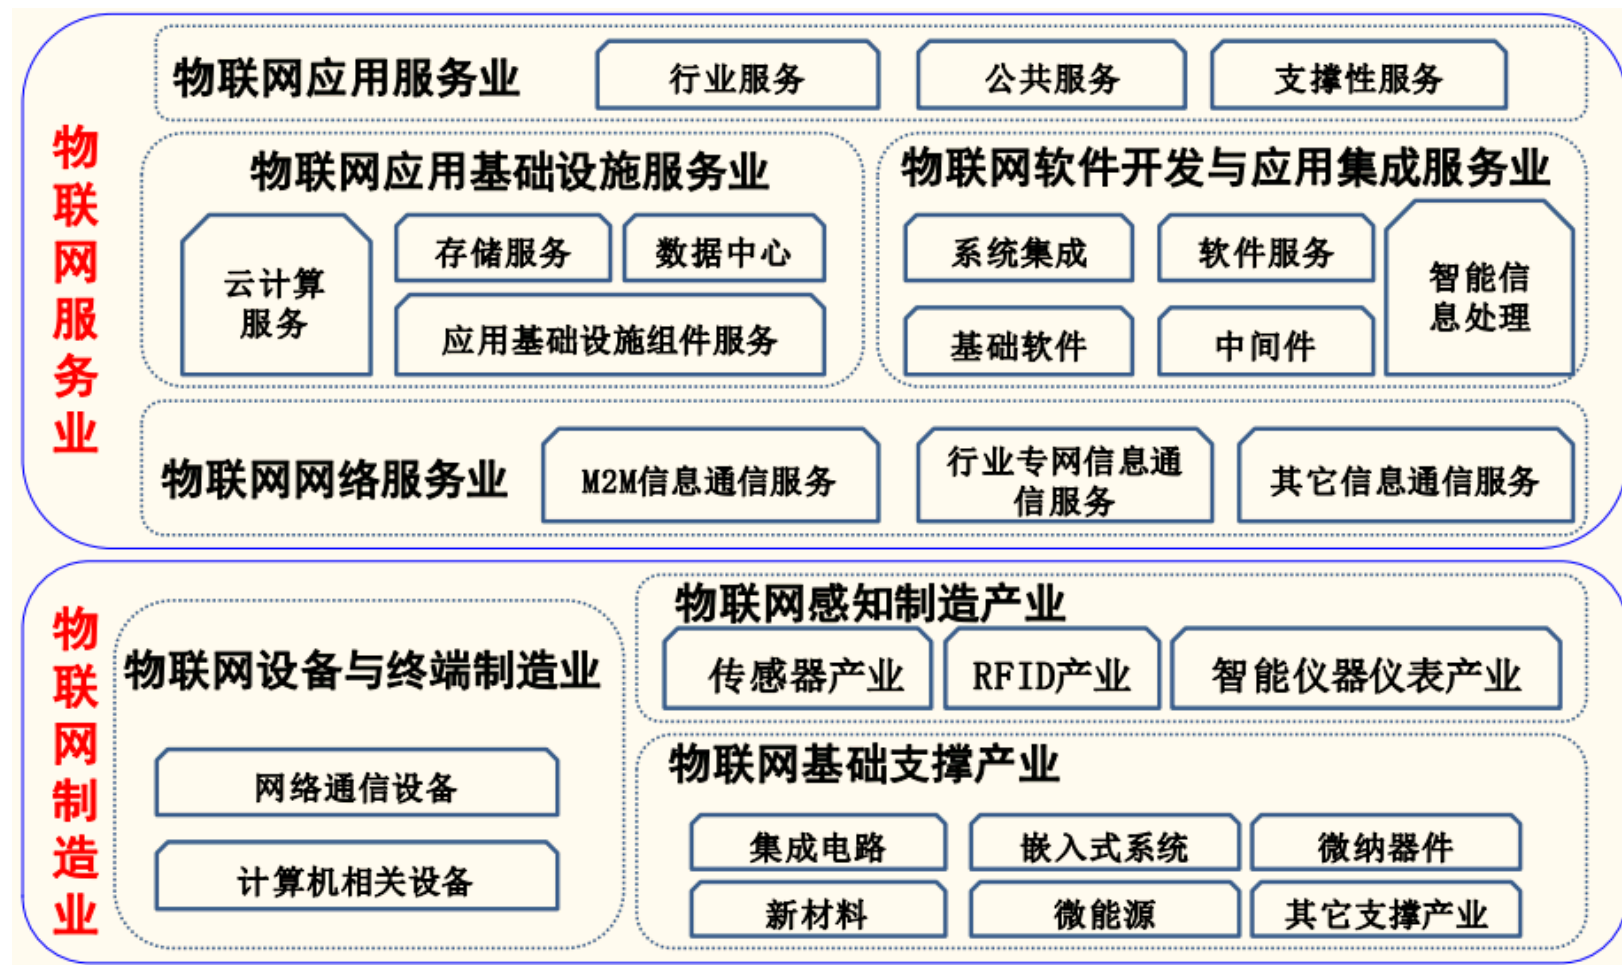 物联网服务业
物联网应用服务业
行业服务
公共服务
支撑性服务
物联网应用基础设施服务业
云计算
服务
存储服务
数据中心
应用基础设施组件服务
物联网软件开发与应用集成服务业
系统集成
软件服务
基础软件
中间件
智能信
息处理
物联网网络服务业
M2M信息通信服务
行业专网信息通
信服务
其它信息通信服务
物联网制造业
物联网设备与终端制造业
网络通信设备
计算机相关设备
物联网感知制造产业
传感器产业
RFID产业
智能仪器仪表产业
物联网基础支撑产业
集成电路
嵌入式系统
微纳器件
新材料
微能源
其它支撑产业